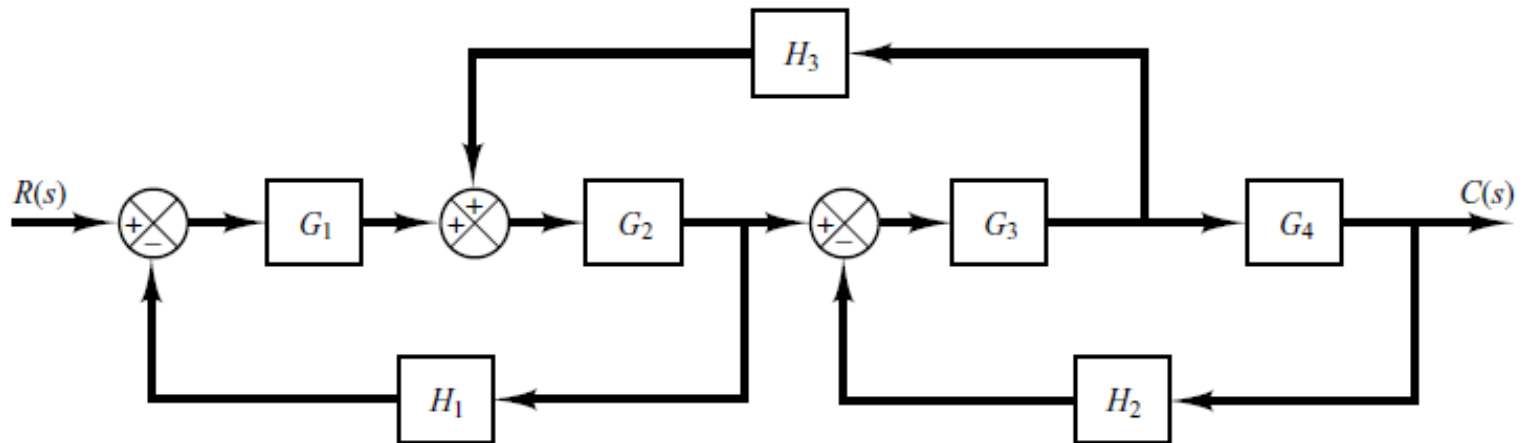 H₃
R(s) + − G₁ + + G₂ + − G₃ G₄ C(s)
H₁ H₂